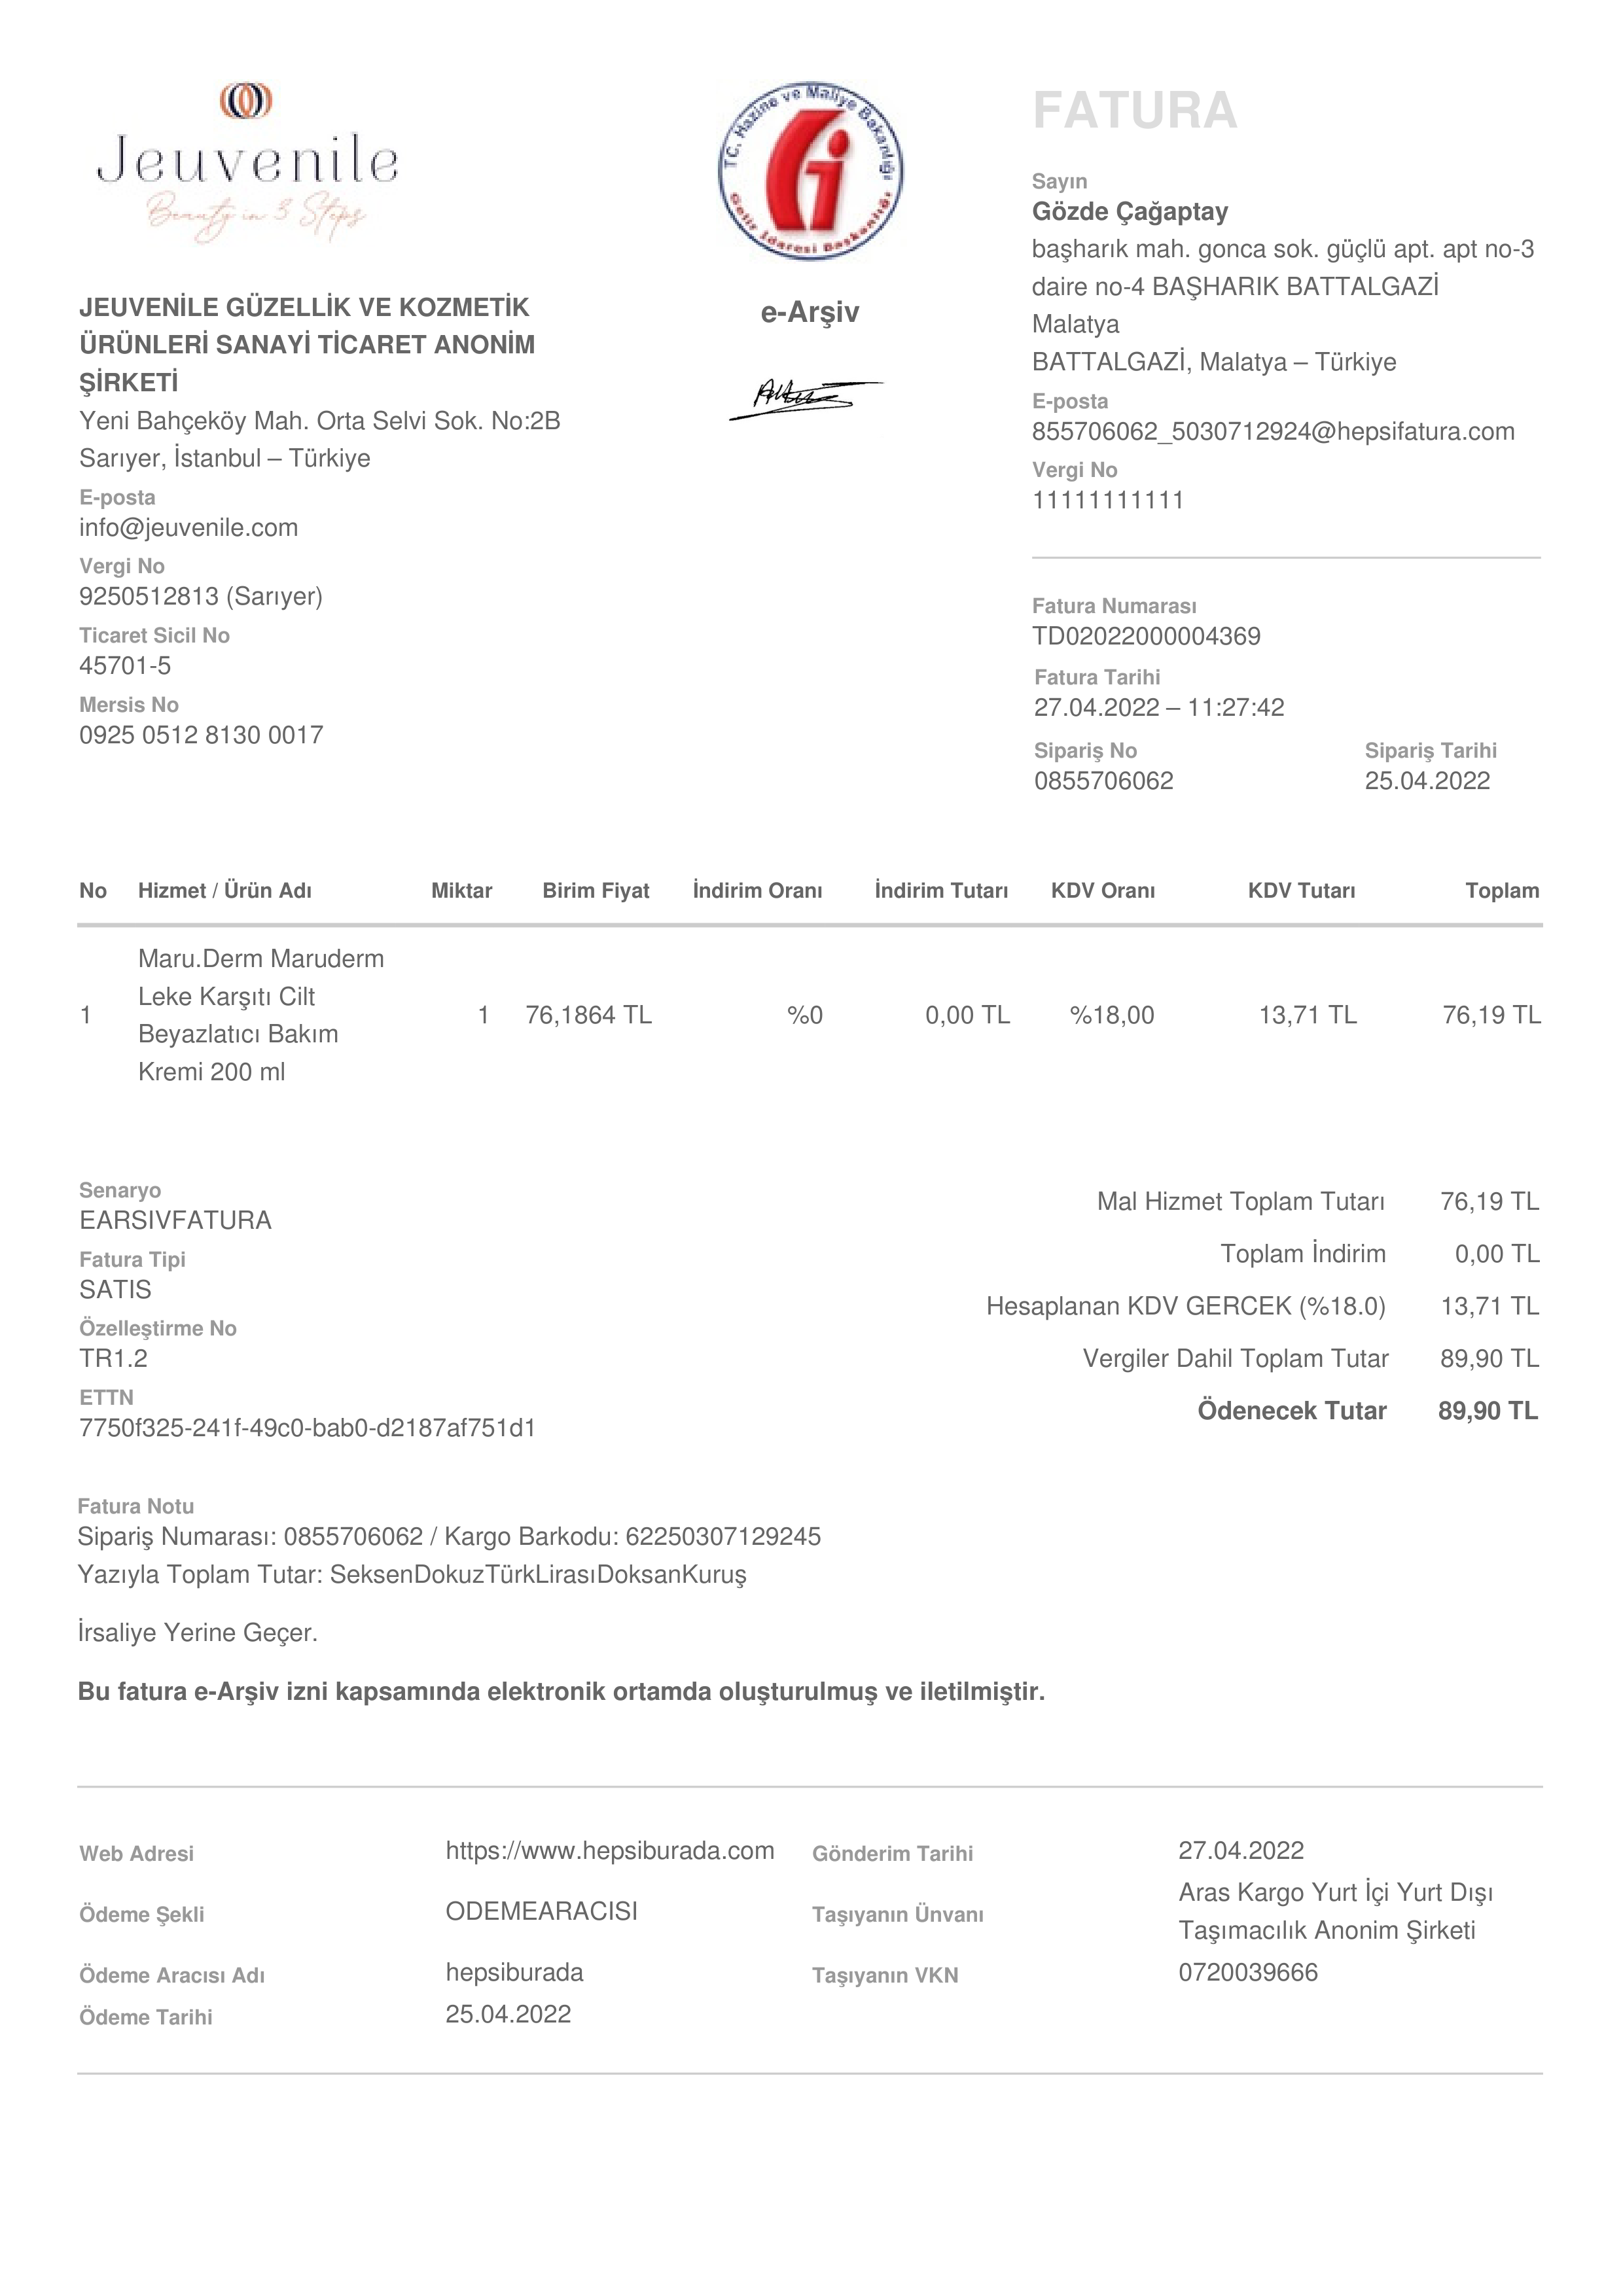 Jeuvenile
Beauty in 3 Steps
JEUVENİLE GÜZELLİK VE KOZMETİK
ÜRÜNLERİ SANAYİ TİCARET ANONİM
ŞİRKETİ
Yeni Bahçeköy Mah. Orta Selvi Sok. No:2B
Sarıyer, İstanbul – Türkiye
E-posta
info@jeuvenile.com
Vergi No
9250512813 (Sarıyer)
Ticaret Sicil No
45701-5
Mersis No
0925 0512 8130 0017
TC. Hazine ve Maliye Bakanlığı
Gelir İdaresi Başkanlığı
e-Arşiv
FATURA
Sayın
Gözde Çağaptay
başharık mah. gonca sok. güçlü apt. apt no-3
daire no-4 BAŞHARIK BATTALGAZİ
Malatya
BATTALGAZİ, Malatya – Türkiye
E-posta
855706062_5030712924@hepsifatura.com
Vergi No
11111111111
Fatura Numarası
TD02022000004369
Fatura Tarihi
27.04.2022 – 11:27:42
Sipariş No Sipariş Tarihi
0855706062 25.04.2022
No Hizmet / Ürün Adı Miktar Birim Fiyat İndirim Oranı İndirim Tutarı KDV Oranı KDV Tutarı Toplam
Maru.Derm Maruderm
Leke Karşıtı Cilt
1 1 76,1864 TL %0 0,00 TL %18,00 13,71 TL 76,19 TL
Beyazlatıcı Bakım
Kremi 200 ml
Senaryo
EARSIVFATURA
Fatura Tipi
SATIS
Özelleştirme No
TR1.2
ETTN
7750f325-241f-49c0-bab0-d2187af751d1
Mal Hizmet Toplam Tutarı 76,19 TL
Toplam İndirim 0,00 TL
Hesaplanan KDV GERCEK (%18.0) 13,71 TL
Vergiler Dahil Toplam Tutar 89,90 TL
Ödenecek Tutar 89,90 TL
Fatura Notu
Sipariş Numarası: 0855706062 / Kargo Barkodu: 62250307129245
Yazıyla Toplam Tutar: SeksenDokuzTürkLirasıDoksanKuruş
İrsaliye Yerine Geçer.
Bu fatura e-Arşiv izni kapsamında elektronik ortamda oluşturulmuş ve iletilmiştir.
Web Adresi https://www.hepsiburada.com
Ödeme Şekli ODEMEARACISI
Ödeme Aracısı Adı hepsiburada
Ödeme Tarihi 25.04.2022
Gönderim Tarihi 27.04.2022
Taşıyanın Ünvanı Aras Kargo Yurt İçi Yurt Dışı
Taşımacılık Anonim Şirketi
Taşıyanın VKN 0720039666